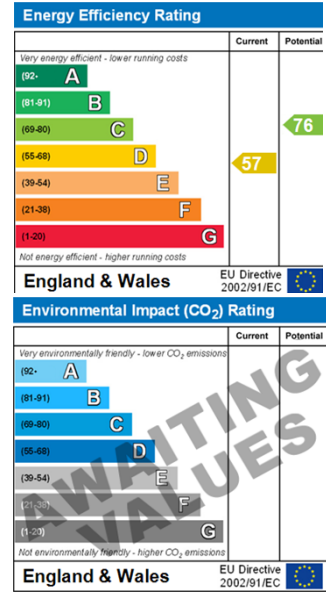 Energy Efficiency Rating
Current Potential
Very energy efficient - lower running costs
(92- A
(81-91) B
(69-80) C
76
(55-68) D
57
(39-54) E
(21-38) F
(1-20) G
Not energy efficient - higher running costs
England & Wales
EU Directive
2002/91/EC
Environmental Impact (CO2) Rating
Current Potential
Very environmentally friendly - lower CO2 emissions
(92- A
(81-91) B
(69-80) C
(55-68) D
(39-54) E
(21-38) F
(1-20) G
AWAITING
VALUES
Not environmentally friendly - higher CO2 emissions
England & Wales
EU Directive
2002/91/EC